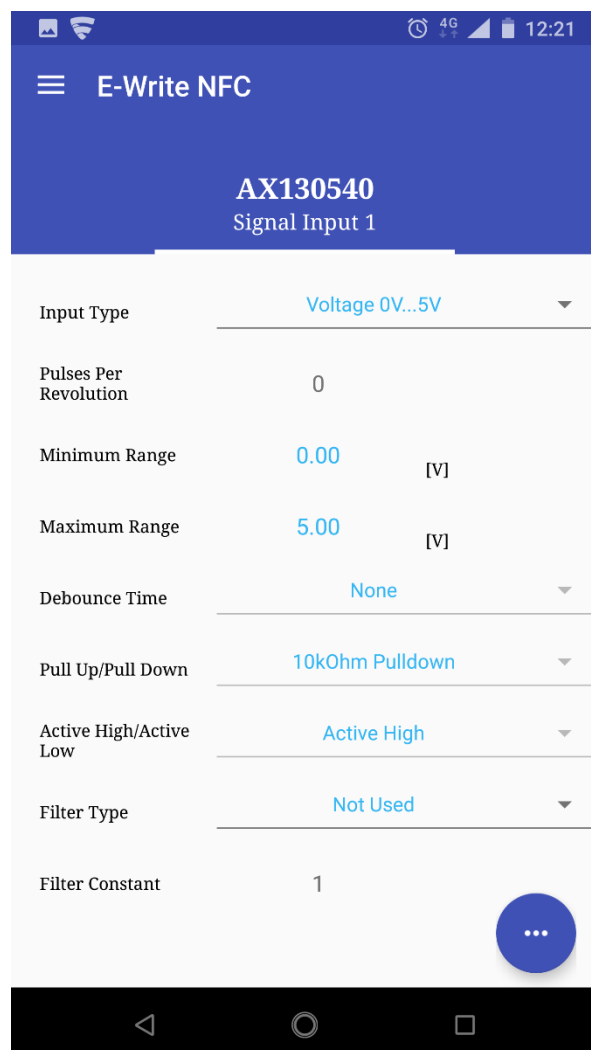 4G 12:21
E-Write NFC
AX130540
Signal Input 1
Input Type Voltage 0V...5V
Pulses Per
Revolution 0
Minimum Range 0.00 [V]
Maximum Range 5.00 [V]
Debounce Time None
Pull Up/Pull Down 10kOhm Pulldown
Active High/Active
Low Active High
Filter Type Not Used
Filter Constant 1